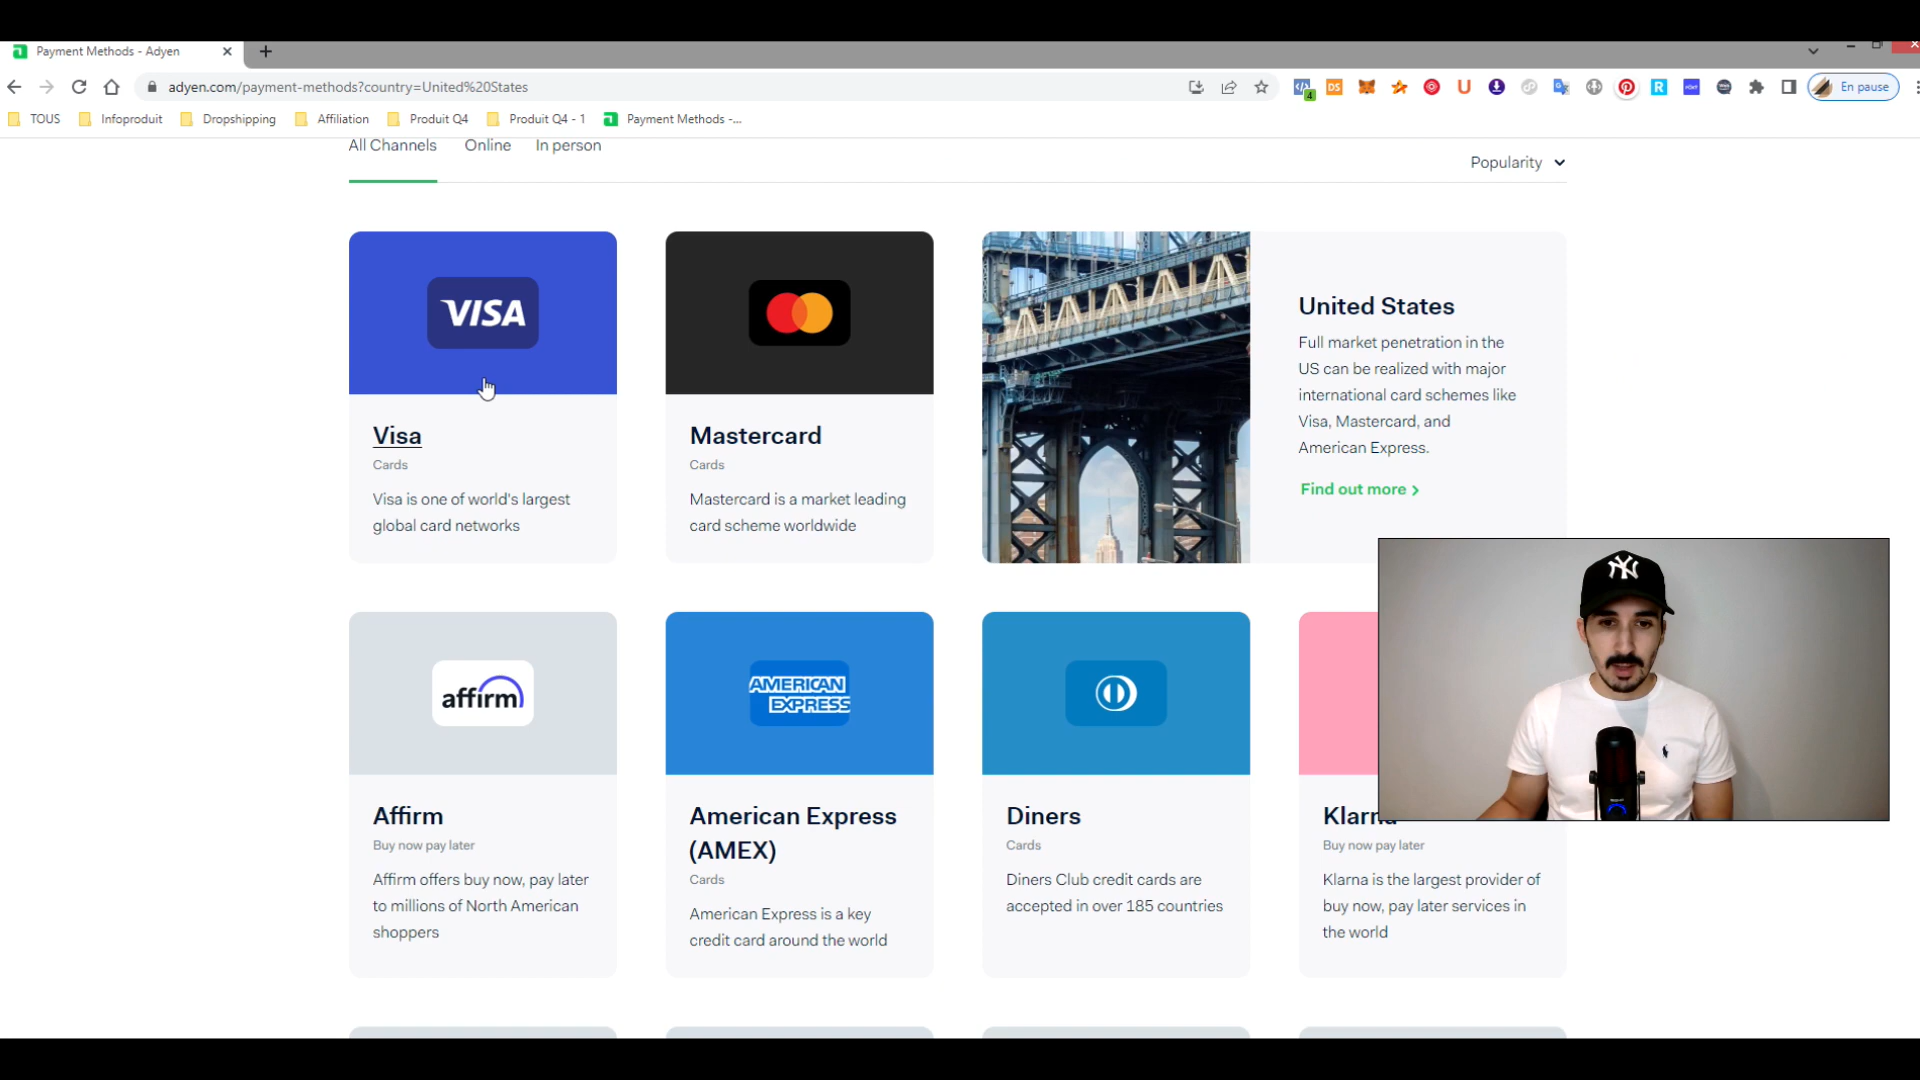 Payment Methods - Adyen
adyen.com/payment-methods?country=United%20States
En pause
TOUS
Infoproduit
Dropshipping
Affiliation
Produit Q4
Produit Q4 - 1
Payment Methods -...
All Channels
Online
In person
Popularity
VISA
Visa
Cards
Visa is one of world's largest
global card networks
Mastercard
Cards
Mastercard is a market leading
card scheme worldwide
United States
Full market penetration in the
US can be realized with major
international card schemes like
Visa, Mastercard, and
American Express.
Find out more >
affirm
Affirm
Buy now pay later
Affirm offers buy now, pay later
to millions of North American
shoppers
AMERICAN
EXPRESS
American Express
(AMEX)
Cards
American Express is a key
credit card around the world
Diners
Cards
Diners Club credit cards are
accepted in over 185 countries
Klarna
Buy now pay later
Klarna is the largest provider of
buy now, pay later services in
the world
NY